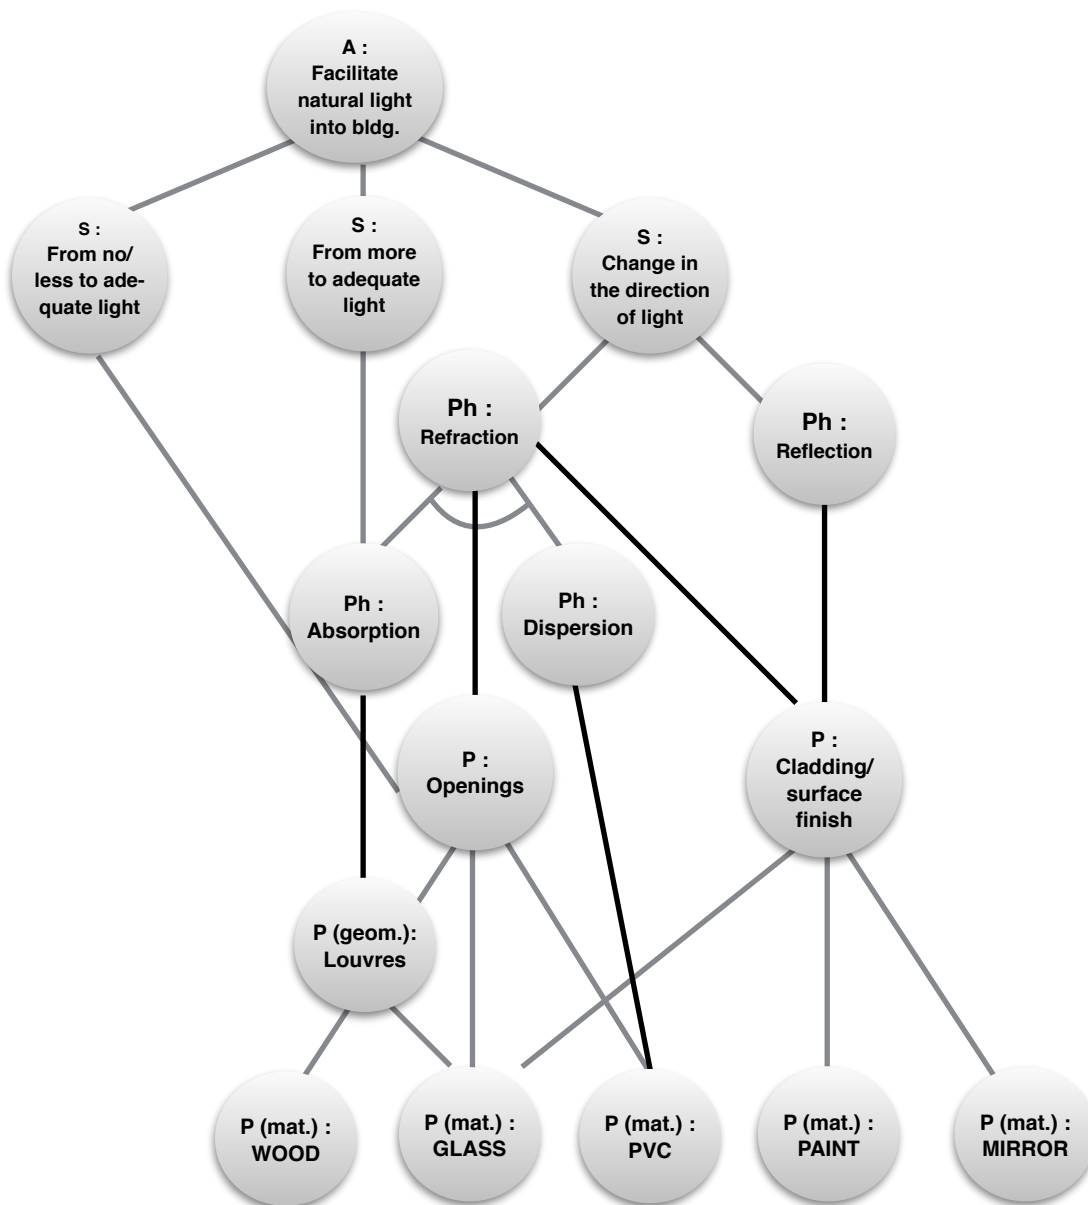 A :
Facilitate
natural light
into bldg.
S :
From no/
less to ade-
quate light
S :
From more
to adequate
light
S :
Change in
the direction
of light
Ph :
Refraction
Ph :
Reflection
Ph :
Absorption
Ph :
Dispersion
P :
Openings
P :
Cladding/
surface
finish
P (geom.):
Louvres
P (mat.) :
WOOD
P (mat.) :
GLASS
P (mat.) :
PVC
P (mat.) :
PAINT
P (mat.) :
MIRROR